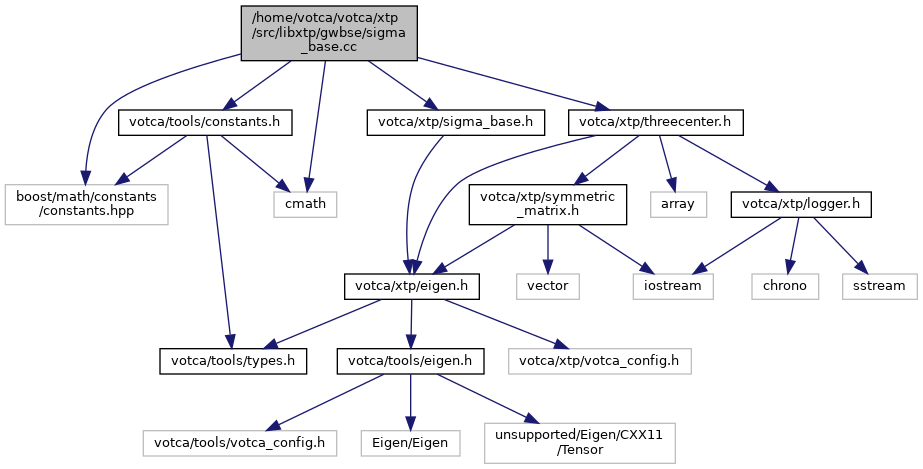 /home/votca/votca/xtp
/src/libxtp/gwbse/sigma
_base.cc
votca/tools/constants.h
votca/xtp/sigma_base.h
votca/xtp/threecenter.h
boost/math/constants
/constants.hpp
cmath
votca/xtp/symmetric
_matrix.h
array
votca/xtp/logger.h
votca/xtp/eigen.h
vector
iostream
chrono
sstream
votca/tools/types.h
votca/tools/eigen.h
votca/xtp/votca_config.h
votca/tools/votca_config.h
Eigen/Eigen
unsupported/Eigen/CXX11
/Tensor